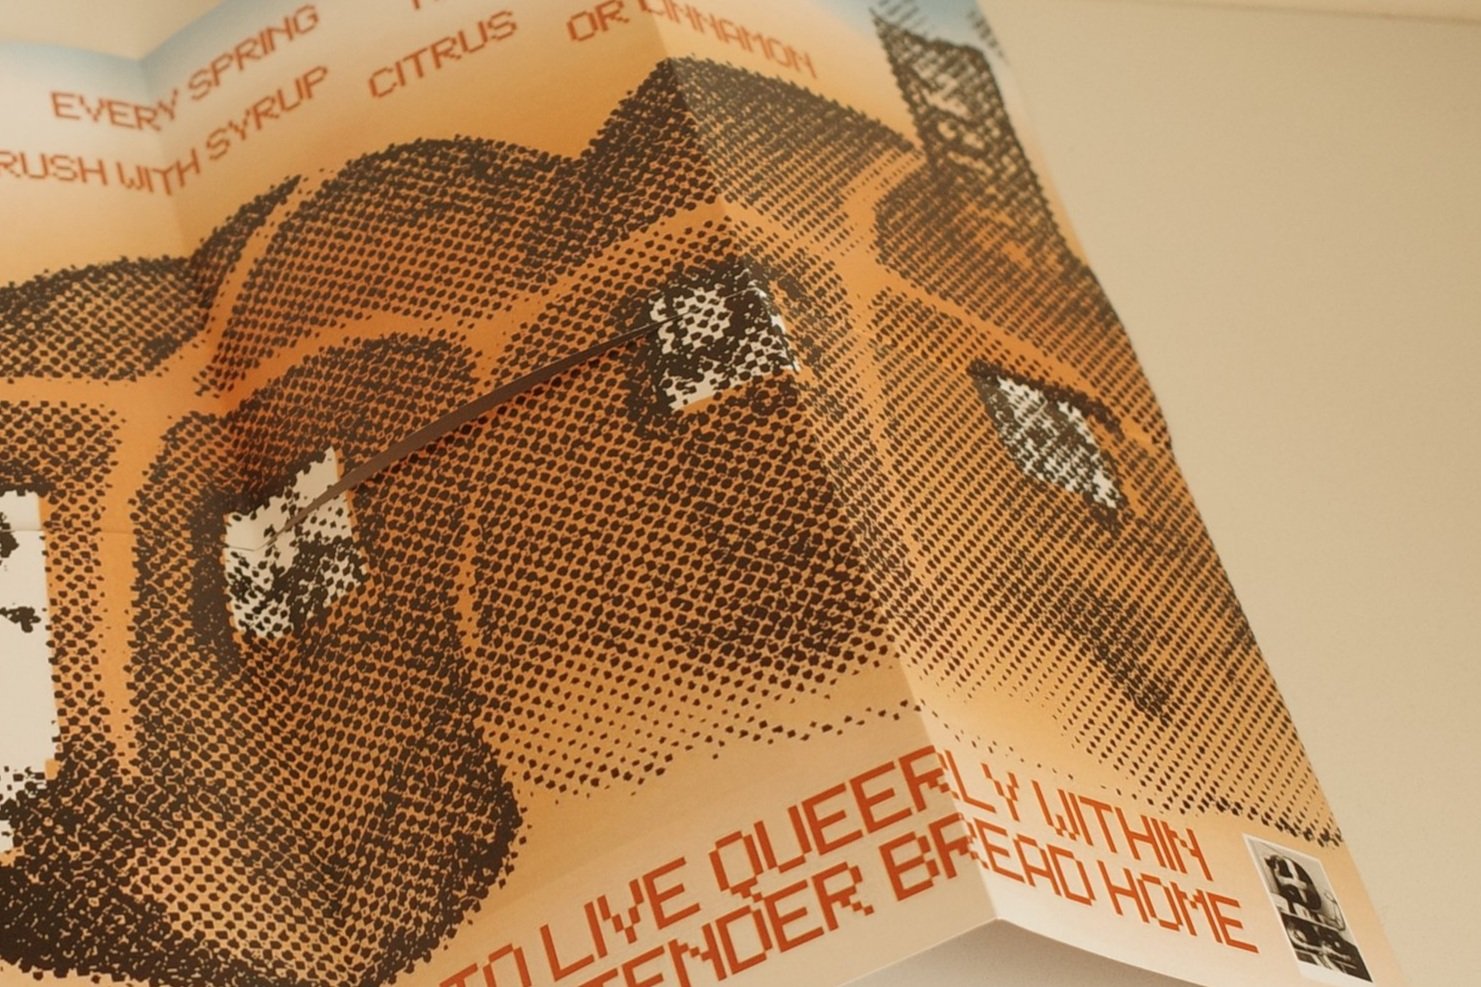 EVERY SPRING
RUSH WITH SYRUP CITRUS OR CINNAMON
TO LIVE QUEERLY WITHIN
TENDER BREAD HOME